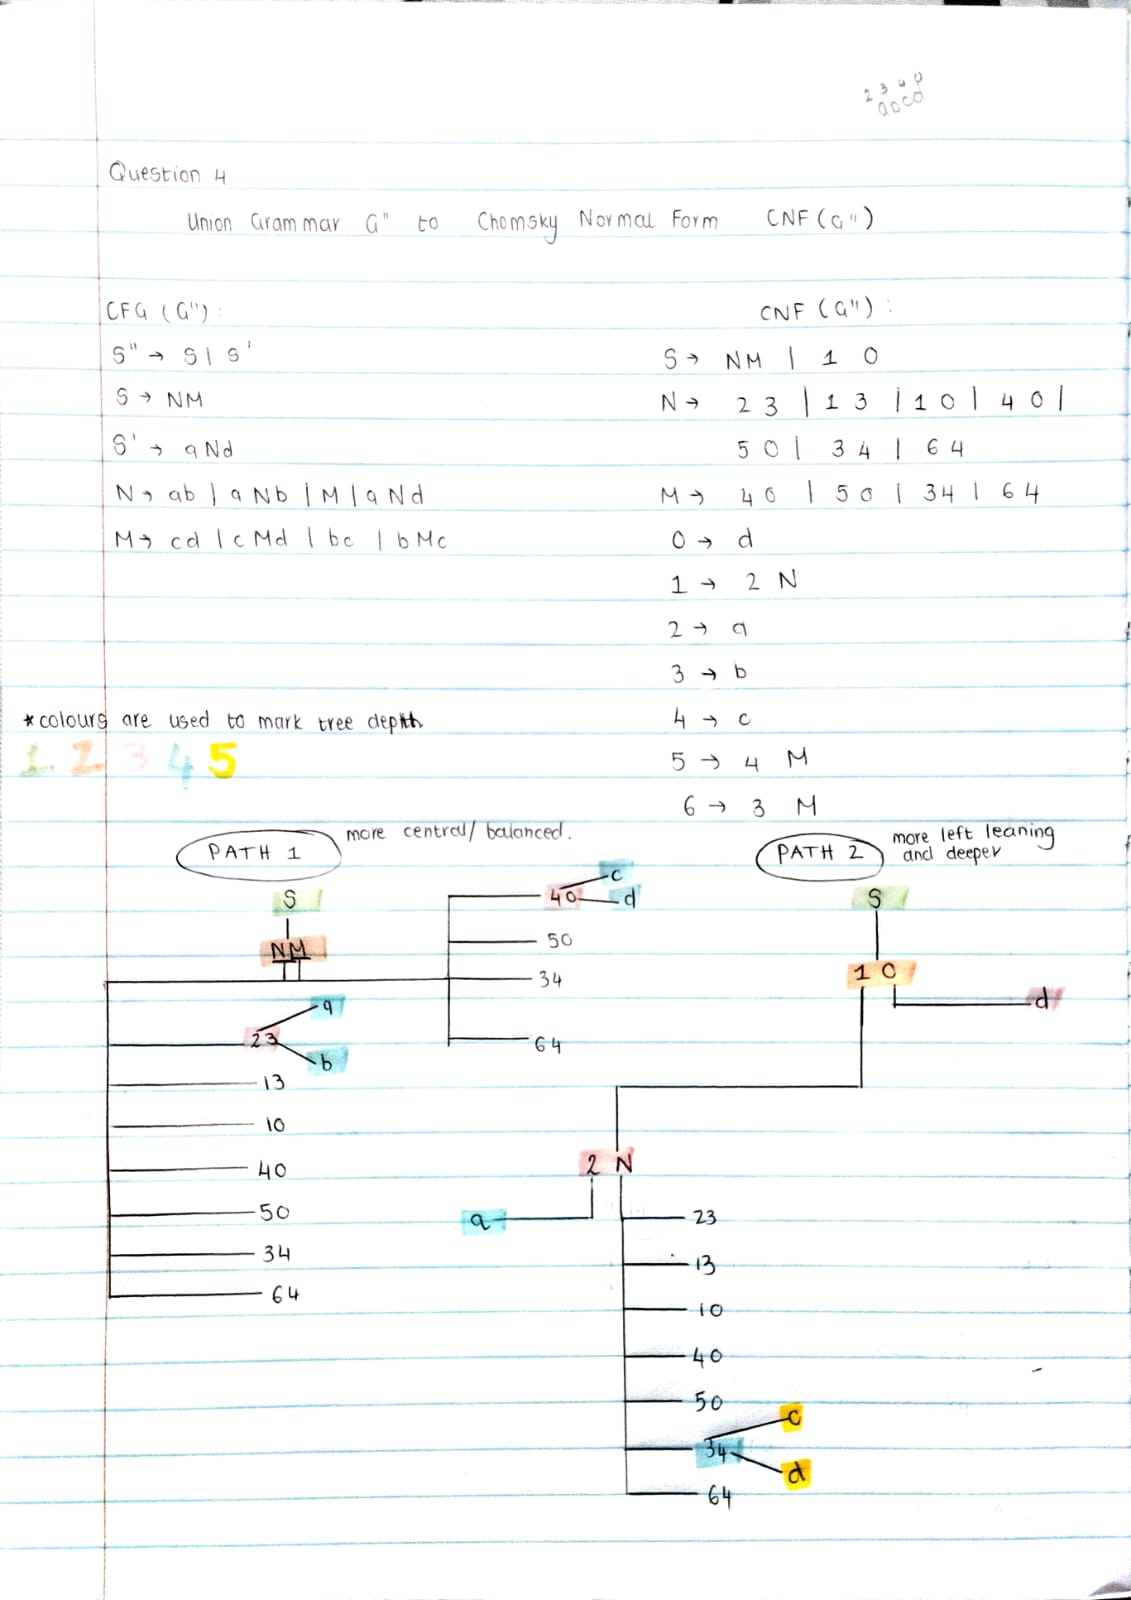 2 3 4 0
Question 4
Union Grammar G" to Chomsky Normal Form CNF (G")
CFG (G") :
S" → S | S'
S → NM
S' → aNd
N → ab | aNb | M | aNd
M → cd | cMd | bc | bMc
CNF (G") :
S → NM | 1 0
N → 2 3 | 1 3 | 1 0 | 4 0 |
5 0 | 3 4 | 6 4
M → 4 0 | 5 0 | 3 4 | 6 4
0 → d
1 → 2 N
2 → a
3 → b
4 → c
5 → 4 M
6 → 3 M
*colours are used to mark tree depth
1 2 3 4 5
PATH 1
more central/balanced.
S
NM
23
a
b
13
10
40
50
34
64
40
c
d
50
34
64
PATH 2
more left leaning
and deeper
S
1 0
d
2 N
a
23
13
10
40
50
34
c
d
64